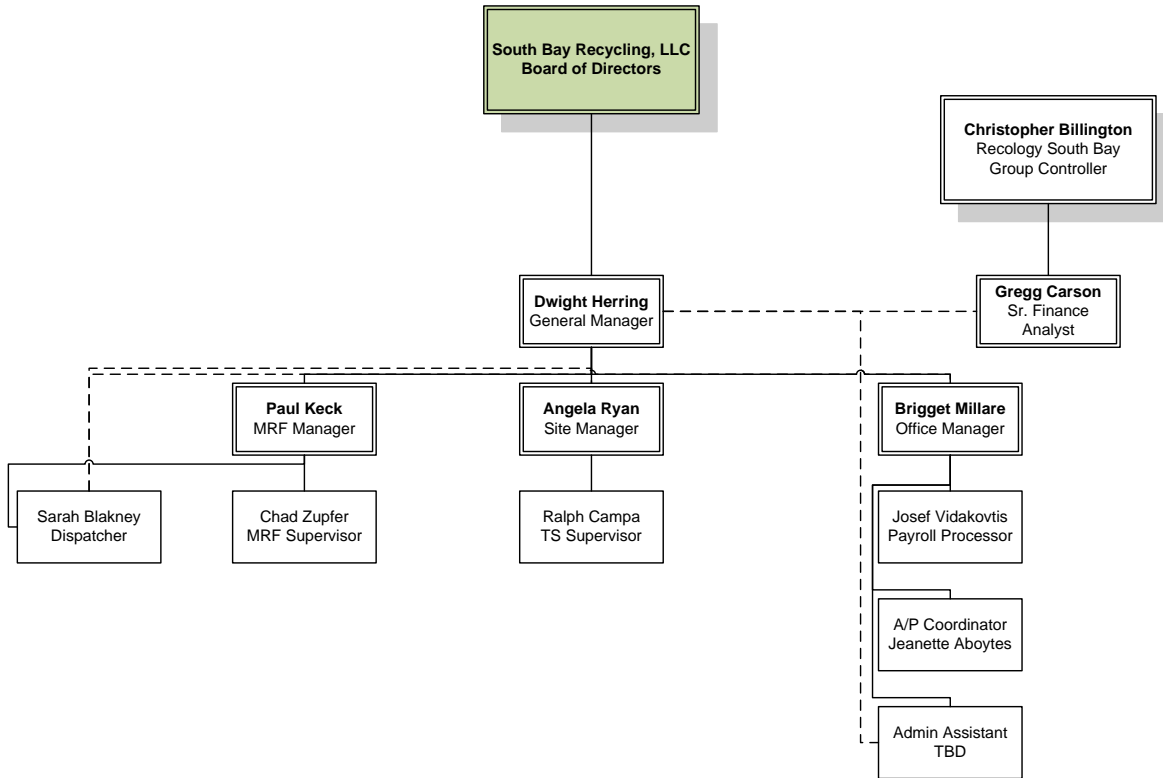 South Bay Recycling, LLC
Board of Directors
Christopher Billington
Recology South Bay
Group Controller
Dwight Herring
General Manager
Gregg Carson
Sr. Finance
Analyst
Paul Keck
MRF Manager
Angela Ryan
Site Manager
Brigget Millare
Office Manager
Sarah Blakney
Dispatcher
Chad Zupfer
MRF Supervisor
Ralph Campa
TS Supervisor
Josef Vidakovtis
Payroll Processor
A/P Coordinator
Jeanette Aboytes
Admin Assistant
TBD